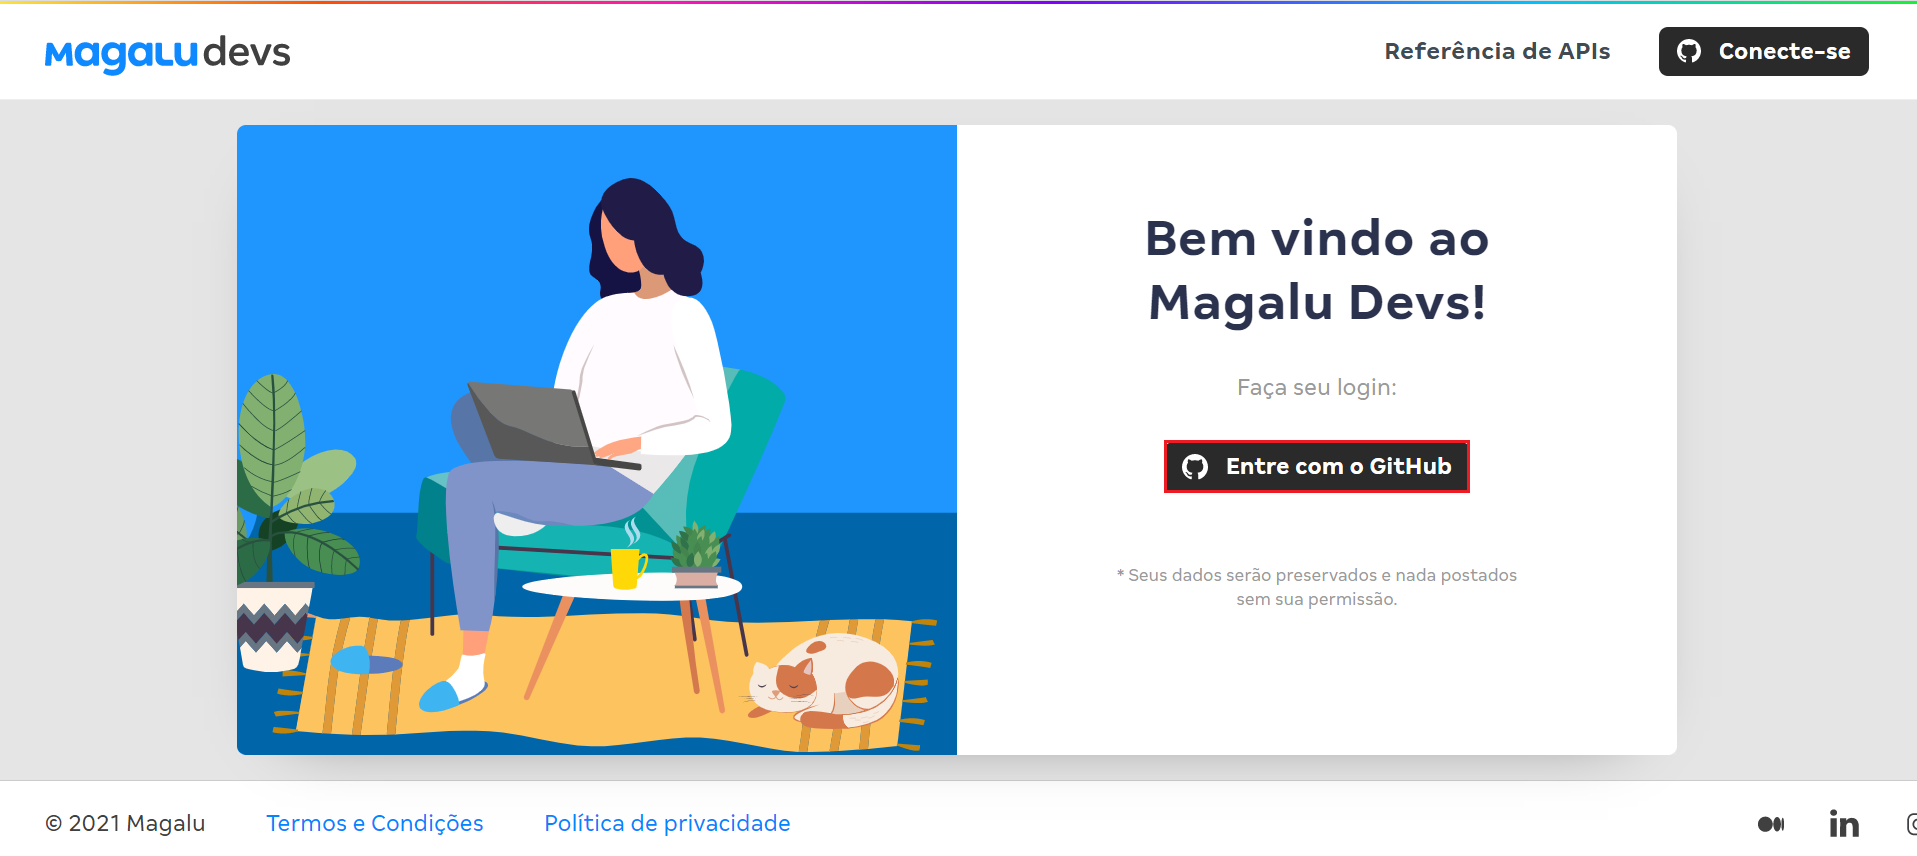 magalu devs
Referência de APIs
Conecte-se
Bem vindo ao
Magalu Devs!
Faça seu login:
Entre com o GitHub
* Seus dados serão preservados e nada postados
sem sua permissão.
© 2021 Magalu
Termos e Condições
Política de privacidade
in